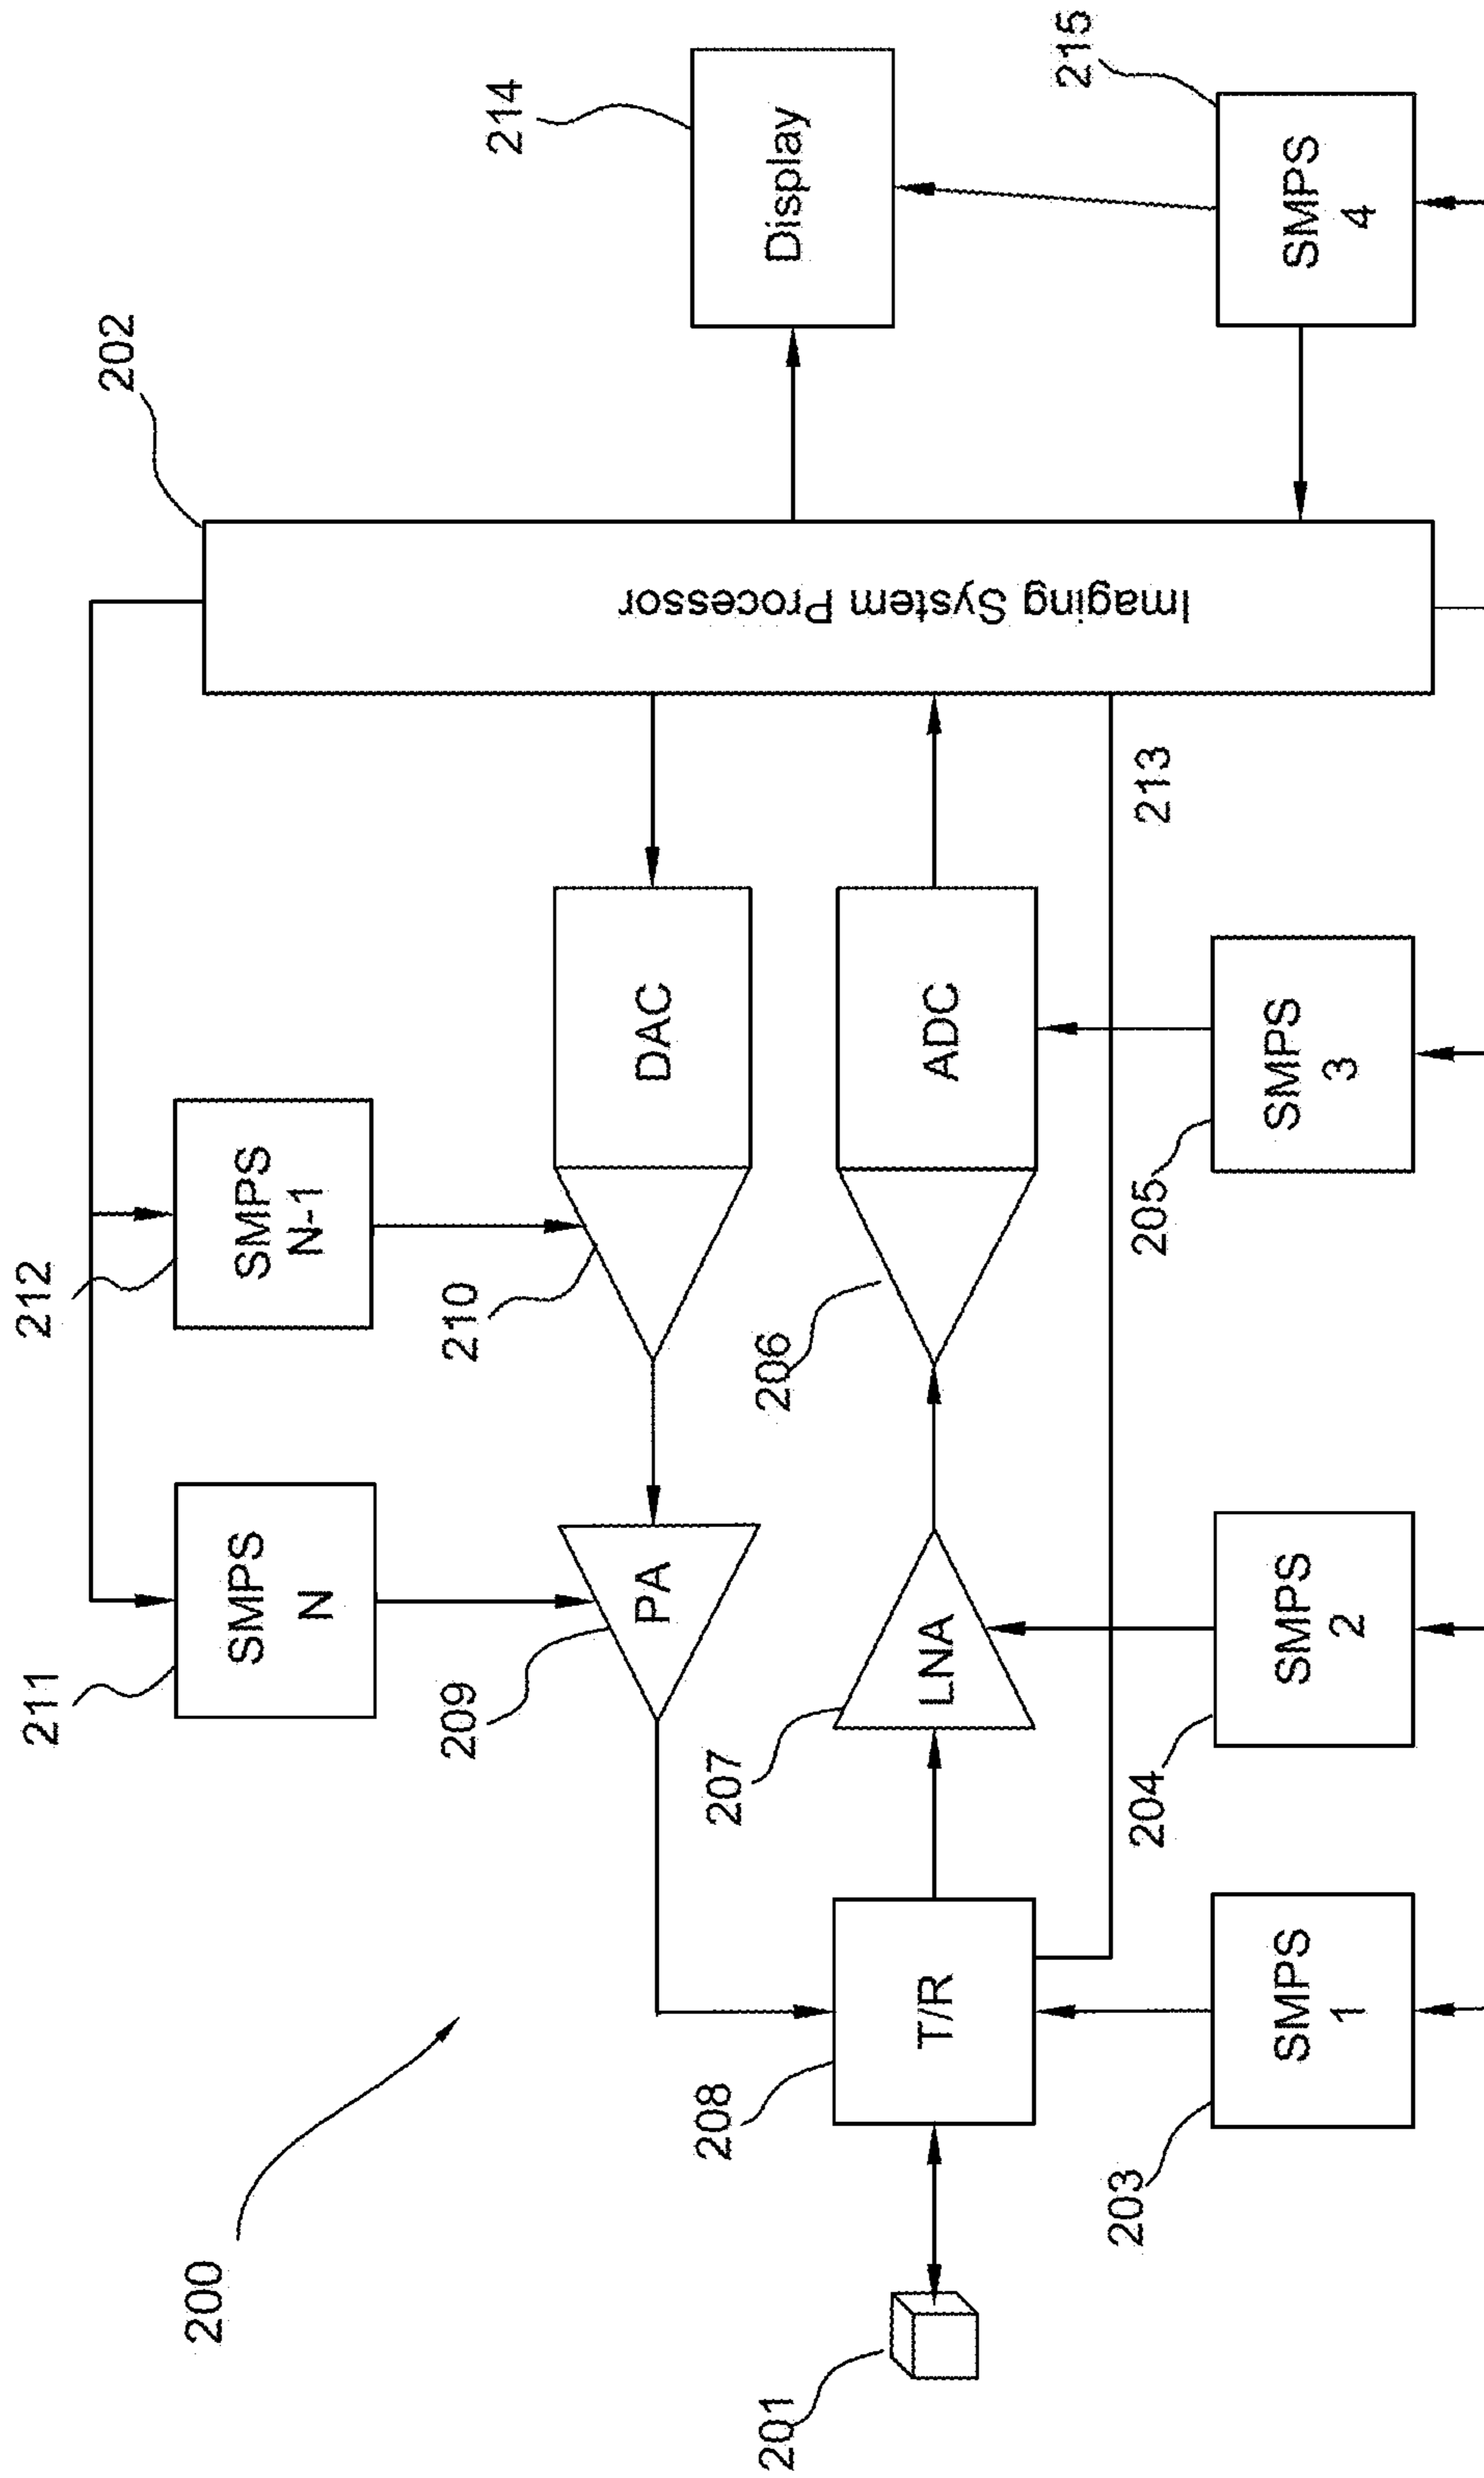 200
211
SMPS
N
212
SMPS
N-1
202
209
PA
210
DAC
Imaging System Processor
214
Display
201
208
T/R
207
LNA
206
ADC
213
203
SMPS
1
204
SMPS
2
205
SMPS
3
215
SMPS
4